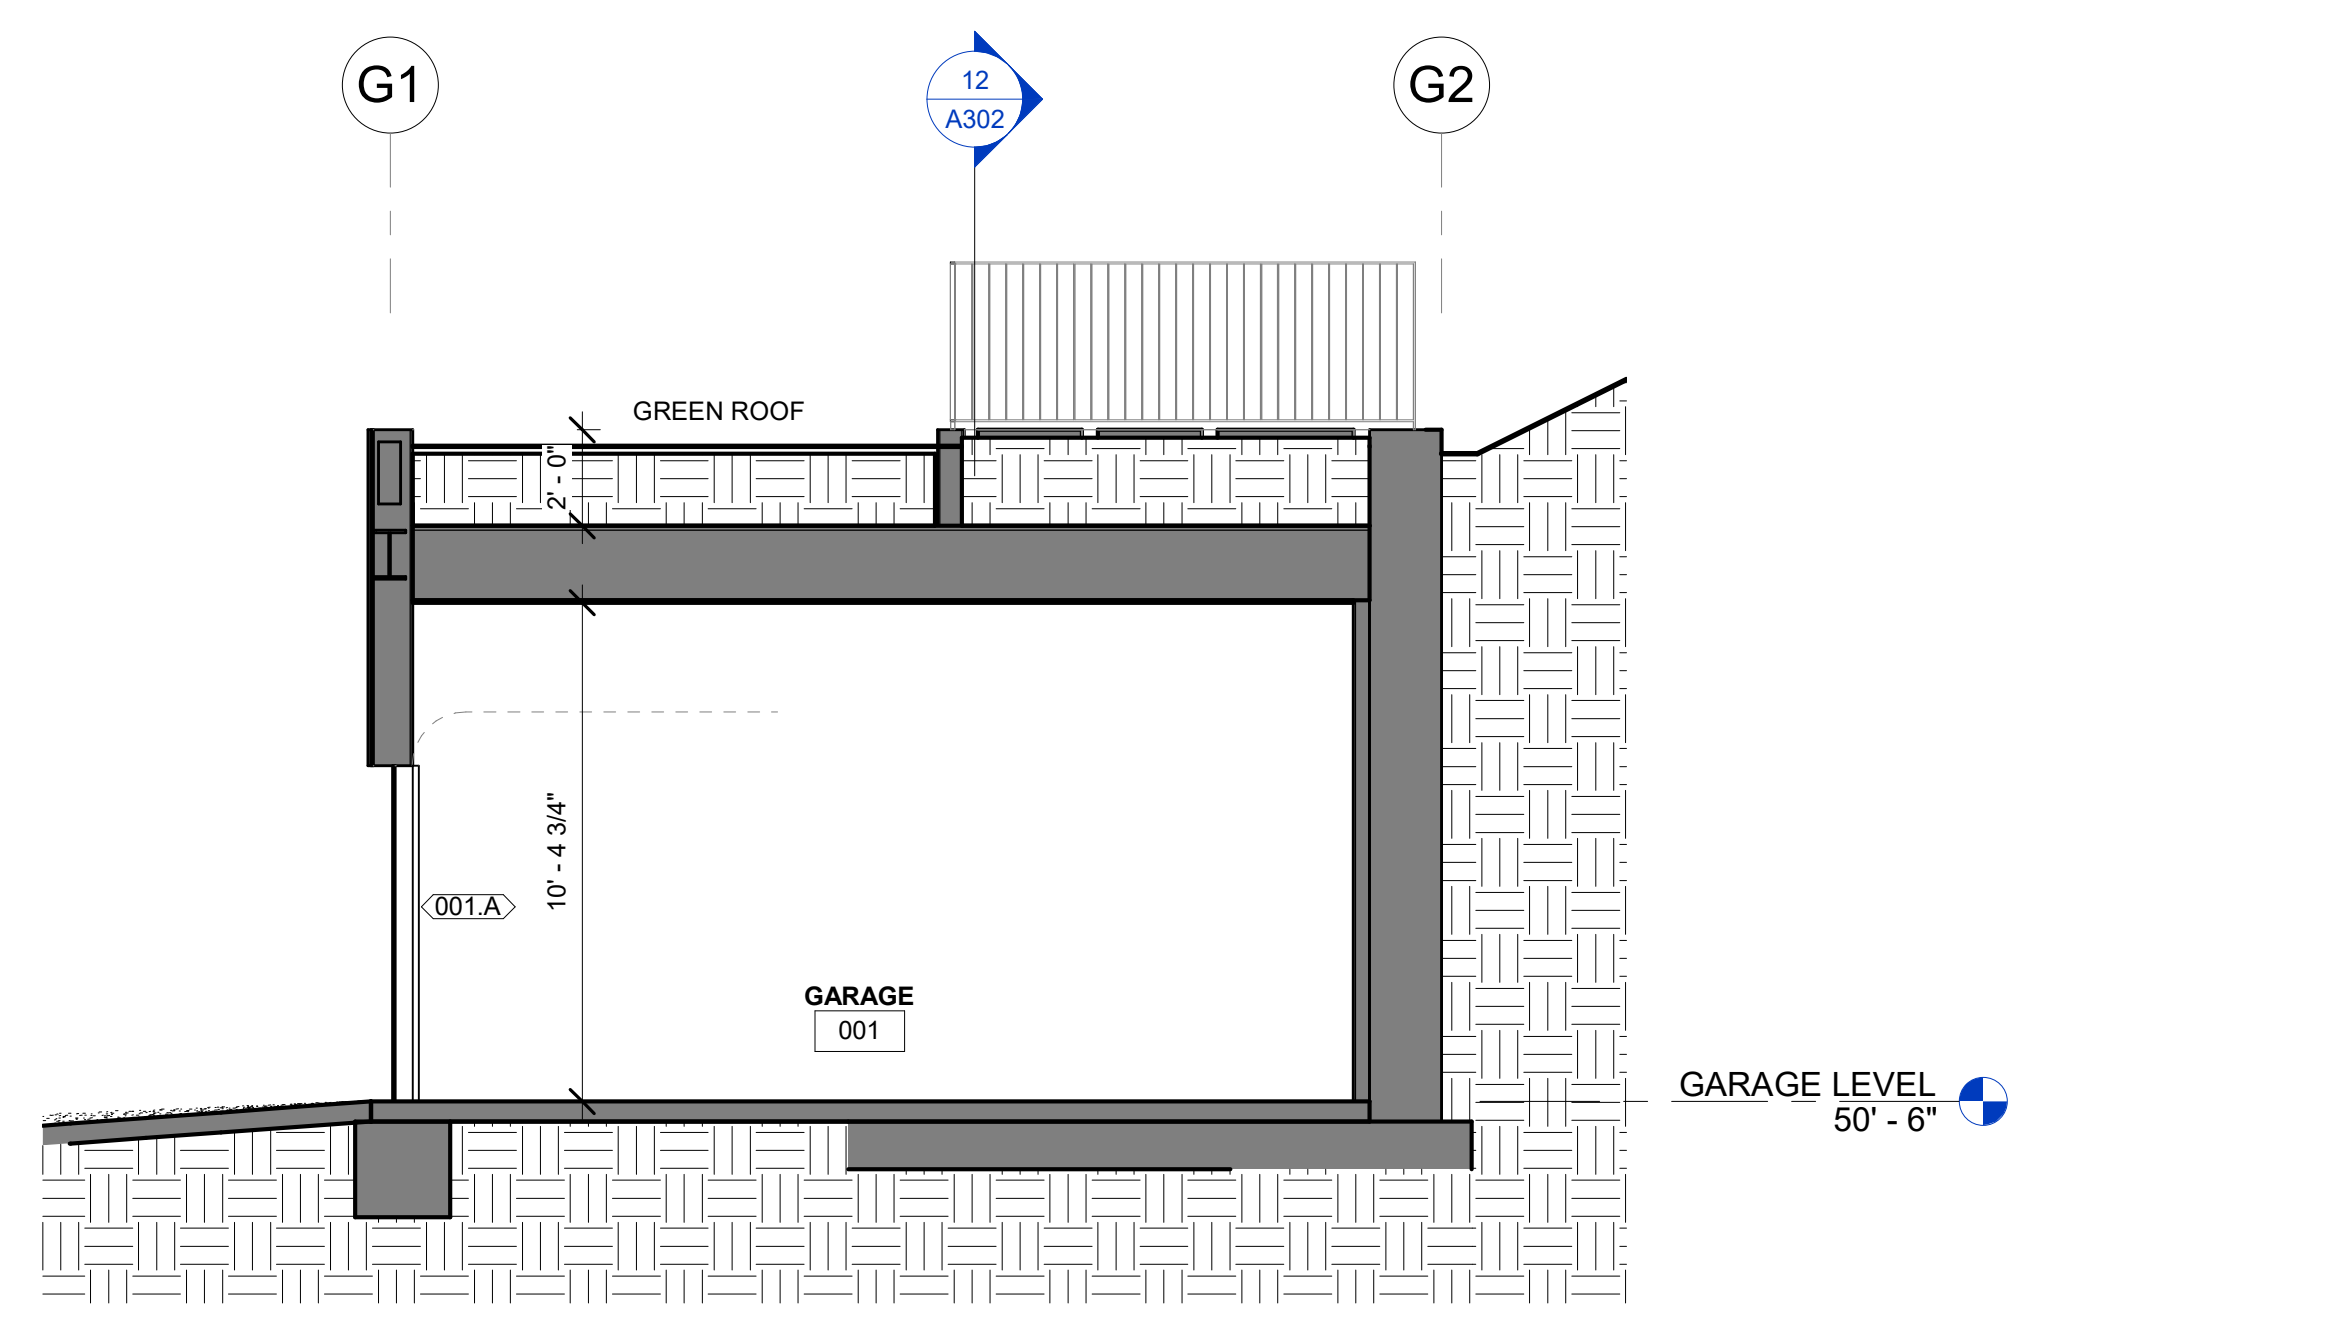 G1
12
A302
G2
GREEN ROOF
2' - 0"
10' - 4 3/4"
001.A
GARAGE
001
GARAGE LEVEL
50' - 6"